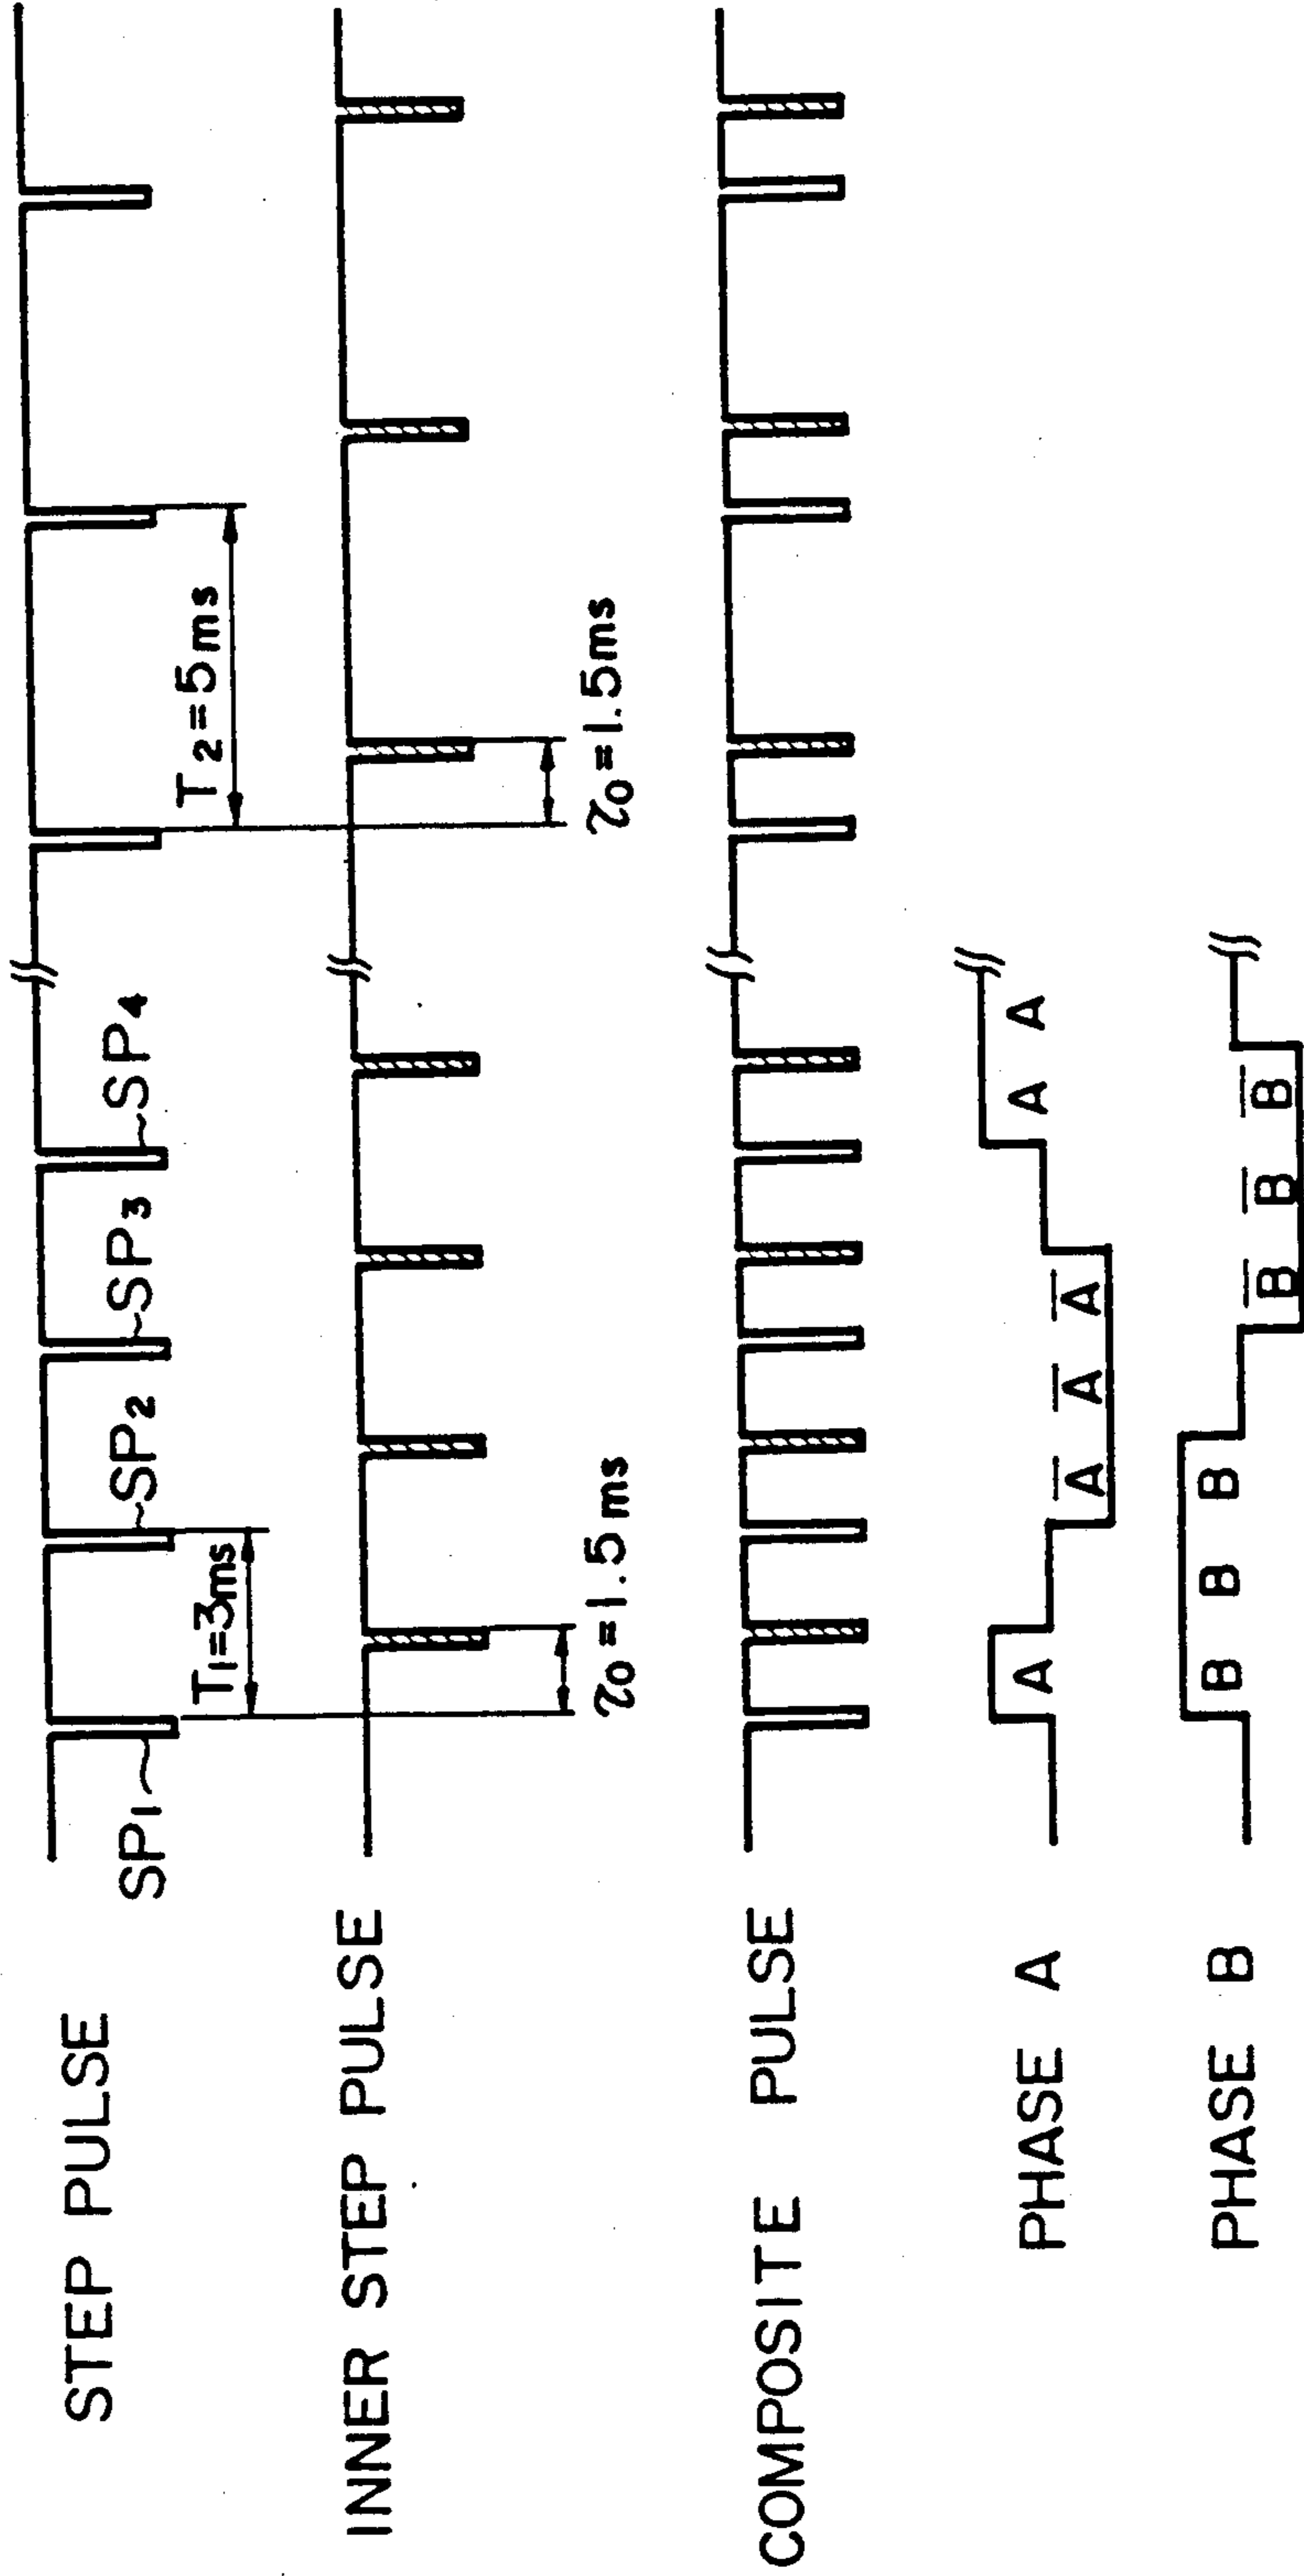 STEP PULSE
SP1
SP2
SP3
SP4
T1=3ms
T2=5ms
INNER STEP PULSE
τ0=1.5ms
τ0=1.5ms
COMPOSITE PULSE
PHASE A
A
A̅ A̅ A̅
A A
PHASE B
B B B
B̅ B̅ B̅